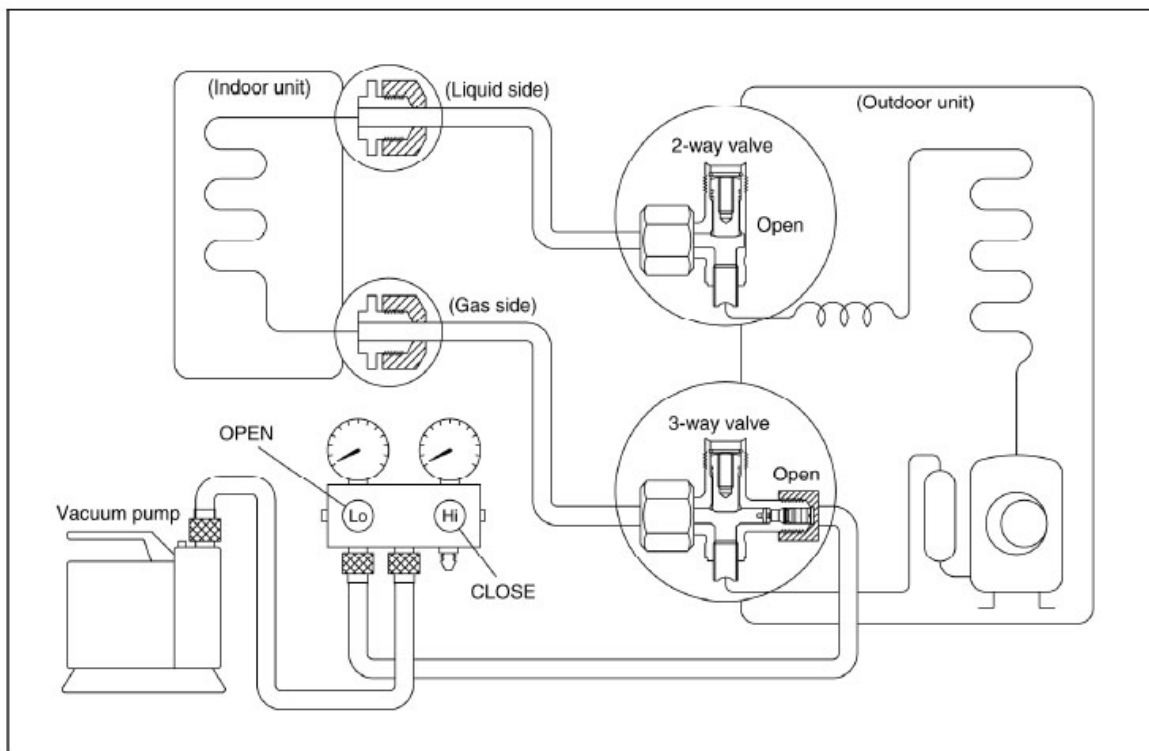 (Indoor unit)
(Liquid side)
(Outdoor unit)
2-way valve
Open
(Gas side)
3-way valve
Open
OPEN
Lo
Hi
Vacuum pump
CLOSE